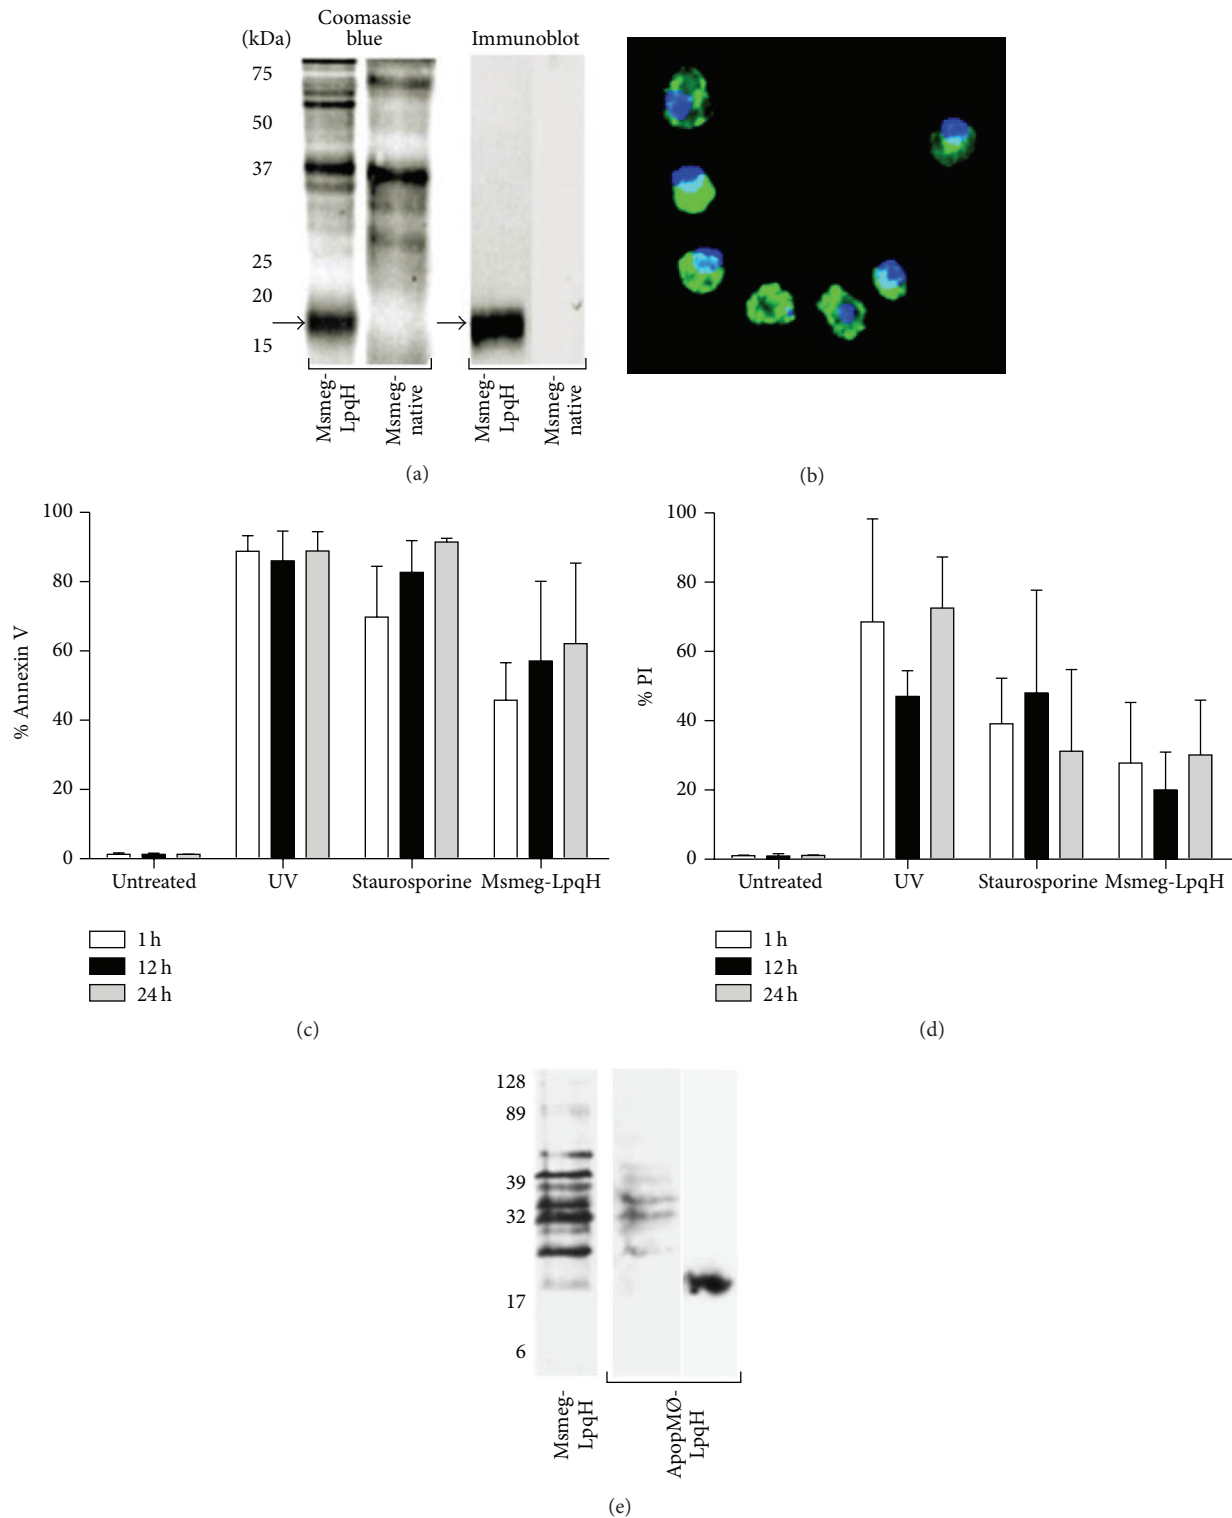 Coomassie
blue
(kDa)
Immunoblot
75
50
37
25
20
15
Msmeg-
LpqH
Msmeg-
native
Msmeg-
LpqH
Msmeg-
native
(a)
(b)
100
80
60
40
20
0
% Annexin V
Untreated
UV
Staurosporine
Msmeg-LpqH
1 h
12 h
24 h
(c)
100
80
60
40
20
0
% PI
Untreated
UV
Staurosporine
Msmeg-LpqH
1 h
12 h
24 h
(d)
128
89
39
32
17
6
Msmeg-
LpqH
ApopMØ-
LpqH
(e)